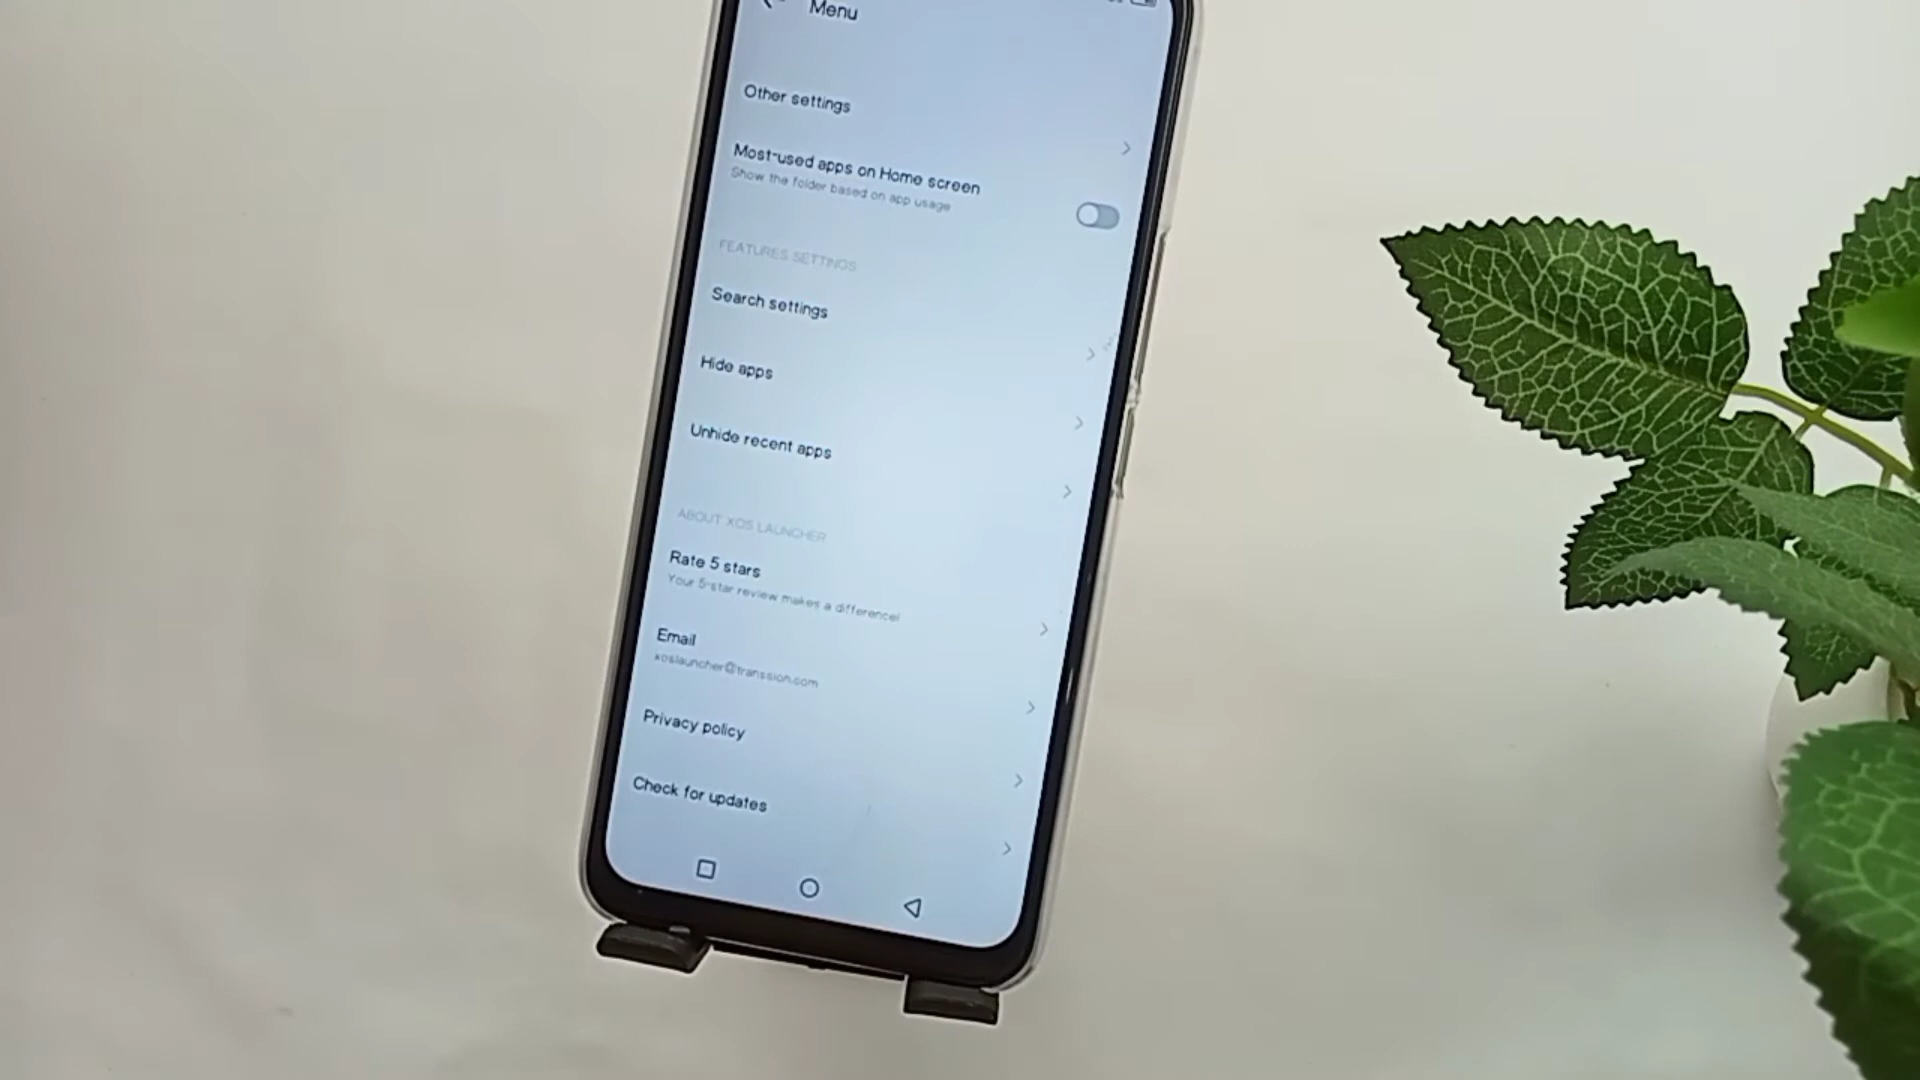 Menu
Other settings
Most-used apps on Home screen
Show the folder based on app usage
FEATURES SETTINGS
Search settings
Hide apps
Unhide recent apps
ABOUT XOS LAUNCHER
Rate 5 stars
Your 5-star review makes a difference!
Email
xoslauncher@transsion.com
Privacy policy
Check for updates